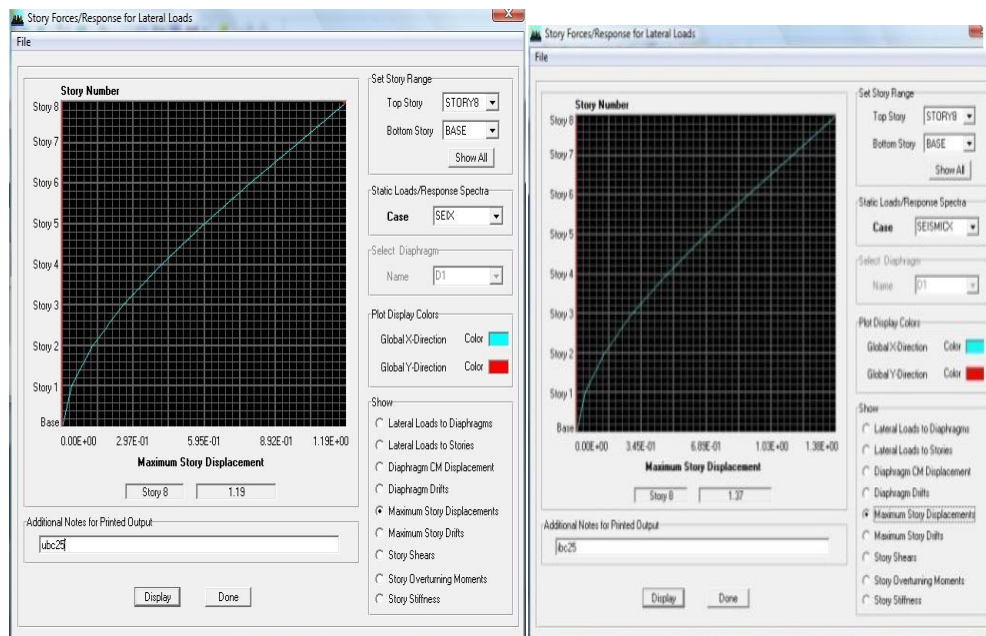 Story Forces/Response for Lateral Loads
File
Story Number
Story 8
Story 7
Story 6
Story 5
Story 4
Story 3
Story 2
Story 1
Base
0.00E+00 2.97E-01 5.95E-01 8.92E-01 1.19E+00
Maximum Story Displacement
Story 8 1.19
Additional Notes for Printed Output
ubc25
Display Done
Set Story Range
Top Story STORY8
Bottom Story BASE
Show All
Static Loads/Response Spectra
Case SEIX
Select Diaphragm
Name D1
Plot Display Colors
Global X-Direction Color
Global Y-Direction Color
Show
Lateral Loads to Diaphragms
Lateral Loads to Stories
Diaphragm CM Displacement
Diaphragm Drifts
Maximum Story Displacements
Maximum Story Drifts
Story Shears
Story Overturning Moments
Story Stiffness
Story Forces/Response for Lateral Loads
File
Story Number
Story 8
Story 7
Story 6
Story 5
Story 4
Story 3
Story 2
Story 1
Base
0.00E+00 3.45E-01 6.89E-01 1.03E+00 1.38E+00
Maximum Story Displacement
Story 8 1.37
Additional Notes for Printed Output
ibc25
Display Done
Set Story Range
Top Story STORY8
Bottom Story BASE
Show All
Static Loads/Response Spectra
Case SEISMICX
Select Diaphragm
Name D1
Plot Display Colors
Global X-Direction Color
Global Y-Direction Color
Show
Lateral Loads to Diaphragms
Lateral Loads to Stories
Diaphragm CM Displacement
Diaphragm Drifts
Maximum Story Displacements
Maximum Story Drifts
Story Shears
Story Overturning Moments
Story Stiffness